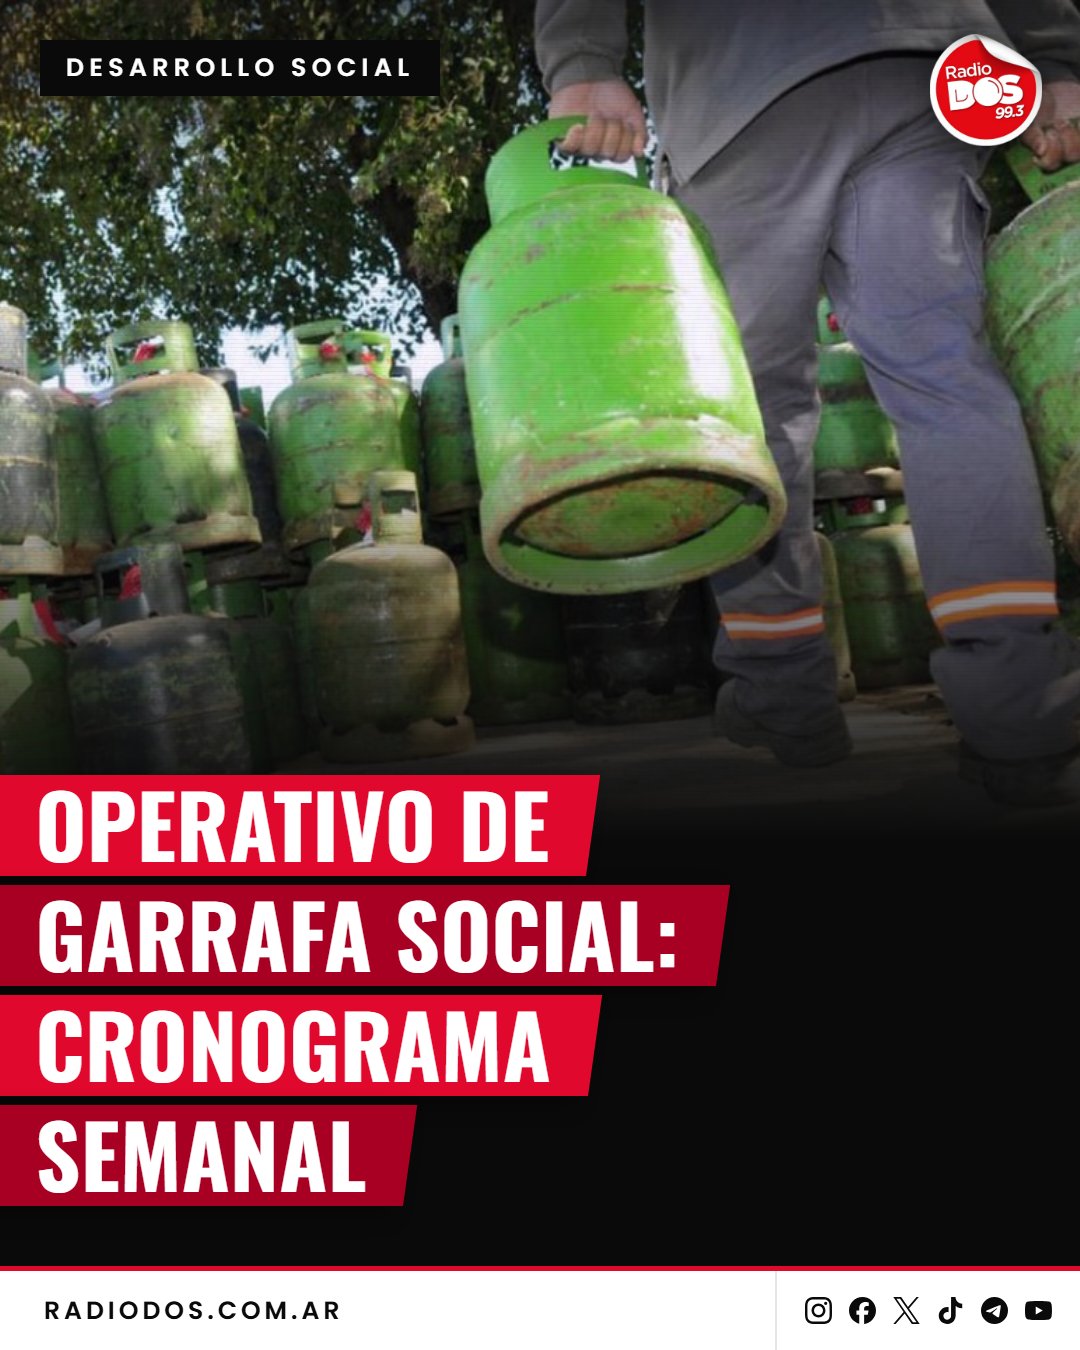 DESARROLLO SOCIAL
Radio
DOS
99.3
OPERATIVO DE
GARRAFA SOCIAL:
CRONOGRAMA
SEMANAL
RADIODOS.COM.AR